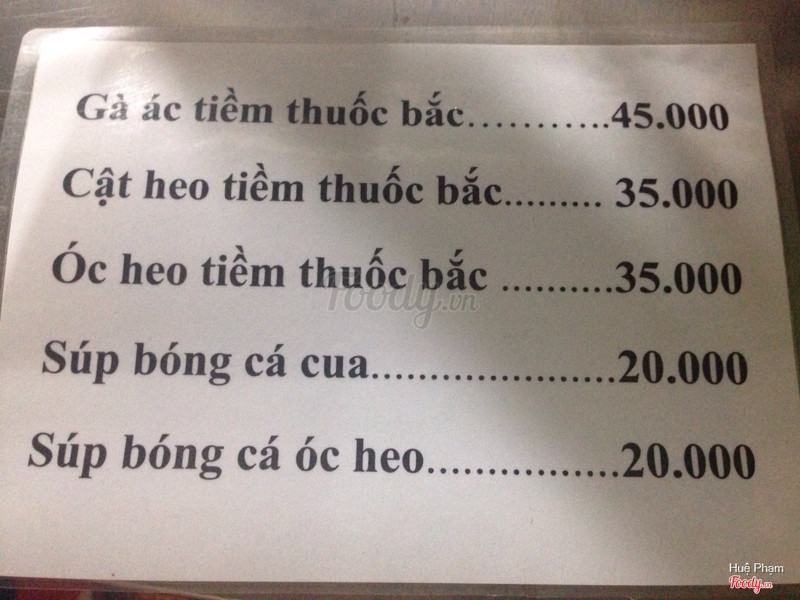 Gà ác tiềm thuốc bắc...........45.000
Cật heo tiềm thuốc bắc......... 35.000
Óc heo tiềm thuốc bắc ..........35.000
Súp bóng cá cua......................20.000
Súp bóng cá óc heo.................20.000
foody.vn
Huệ Phạm
Foody.vn